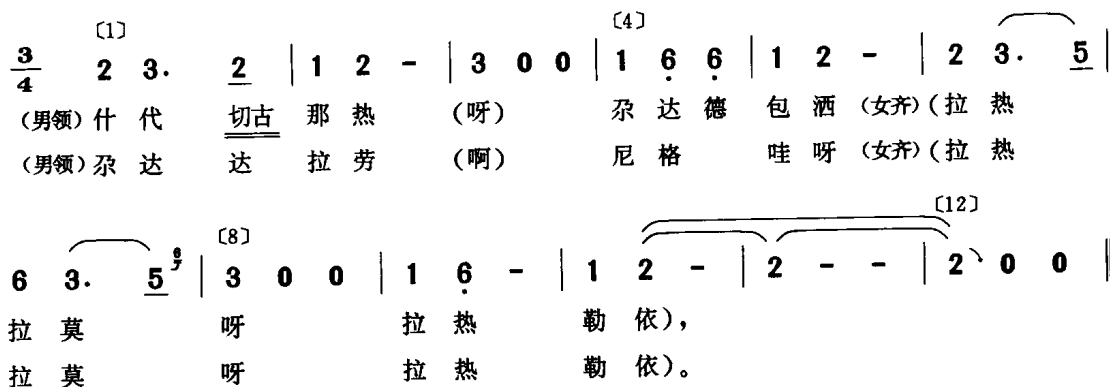 〔1〕 〔4〕
3/4 2 3. 2 | 1 2 - | 3 0 0 | 1 6̣ 6̣ | 1 2 - | 2 3. 5 |
(男领) 什 代 切古 那 热 (呀) 尕 达 德 包 洒 (女齐) (拉 热
(男领) 尕 达 达 拉 劳 (啊) 尼 格 哇 呀 (女齐) (拉 热
〔8〕 〔12〕
6 3. 5 6 | 3 0 0 | 1 6̣ - | 1 2 - | 2 - - | 2 0 0 ‖
拉 莫 呀 拉 热 勒 依),
拉 莫 呀 拉 热 勒 依)。